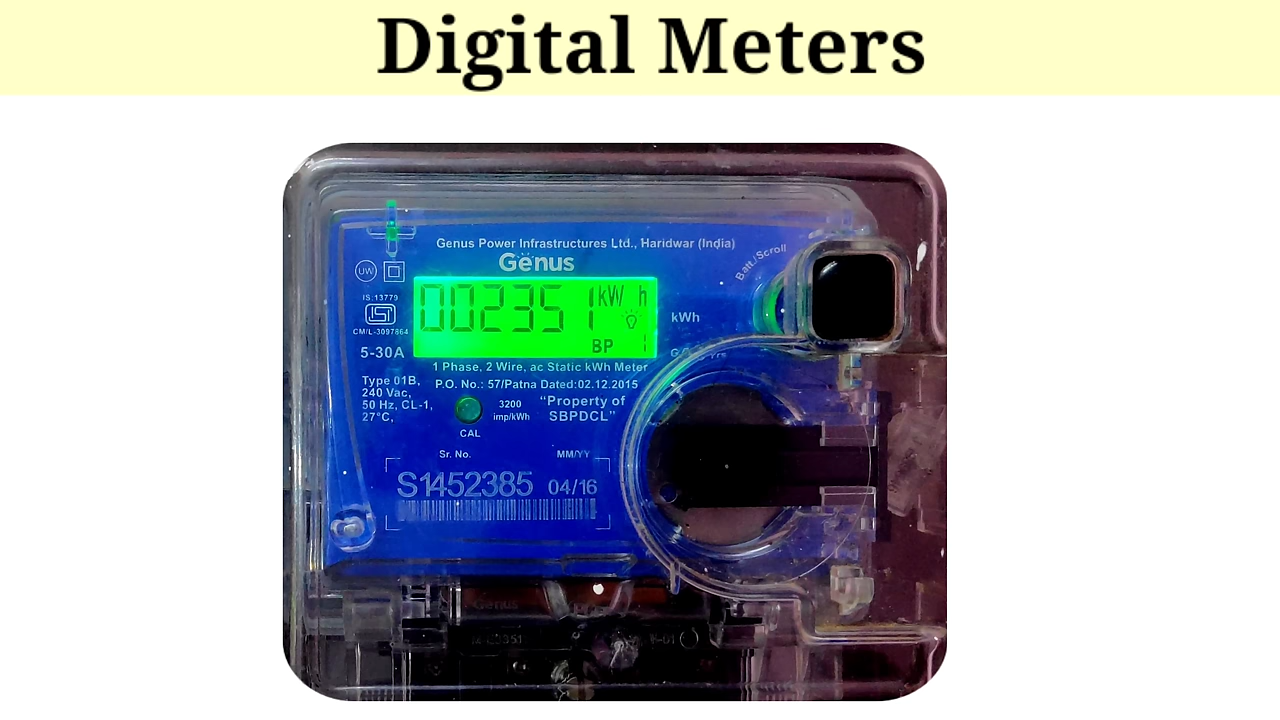 Digital Meters
Genus Power Infrastructures Ltd., Haridwar (India)
Genus
Batt./Scroll
UW
IS:13779
ISI
CM/L-3097864
5-30A
002351 kW h
BP 1
kWh
1 Phase, 2 Wire, ac Static kWh Meter
P.O. No.: 57/Patna Dated:02.12.2015
Type 01B,
240 Vac,
50 Hz, CL-1,
27°C,
3200
imp/kWh
CAL
“Property of
SBPDCL”
Sr. No. MM/YY
S1452385 04/16
Genus